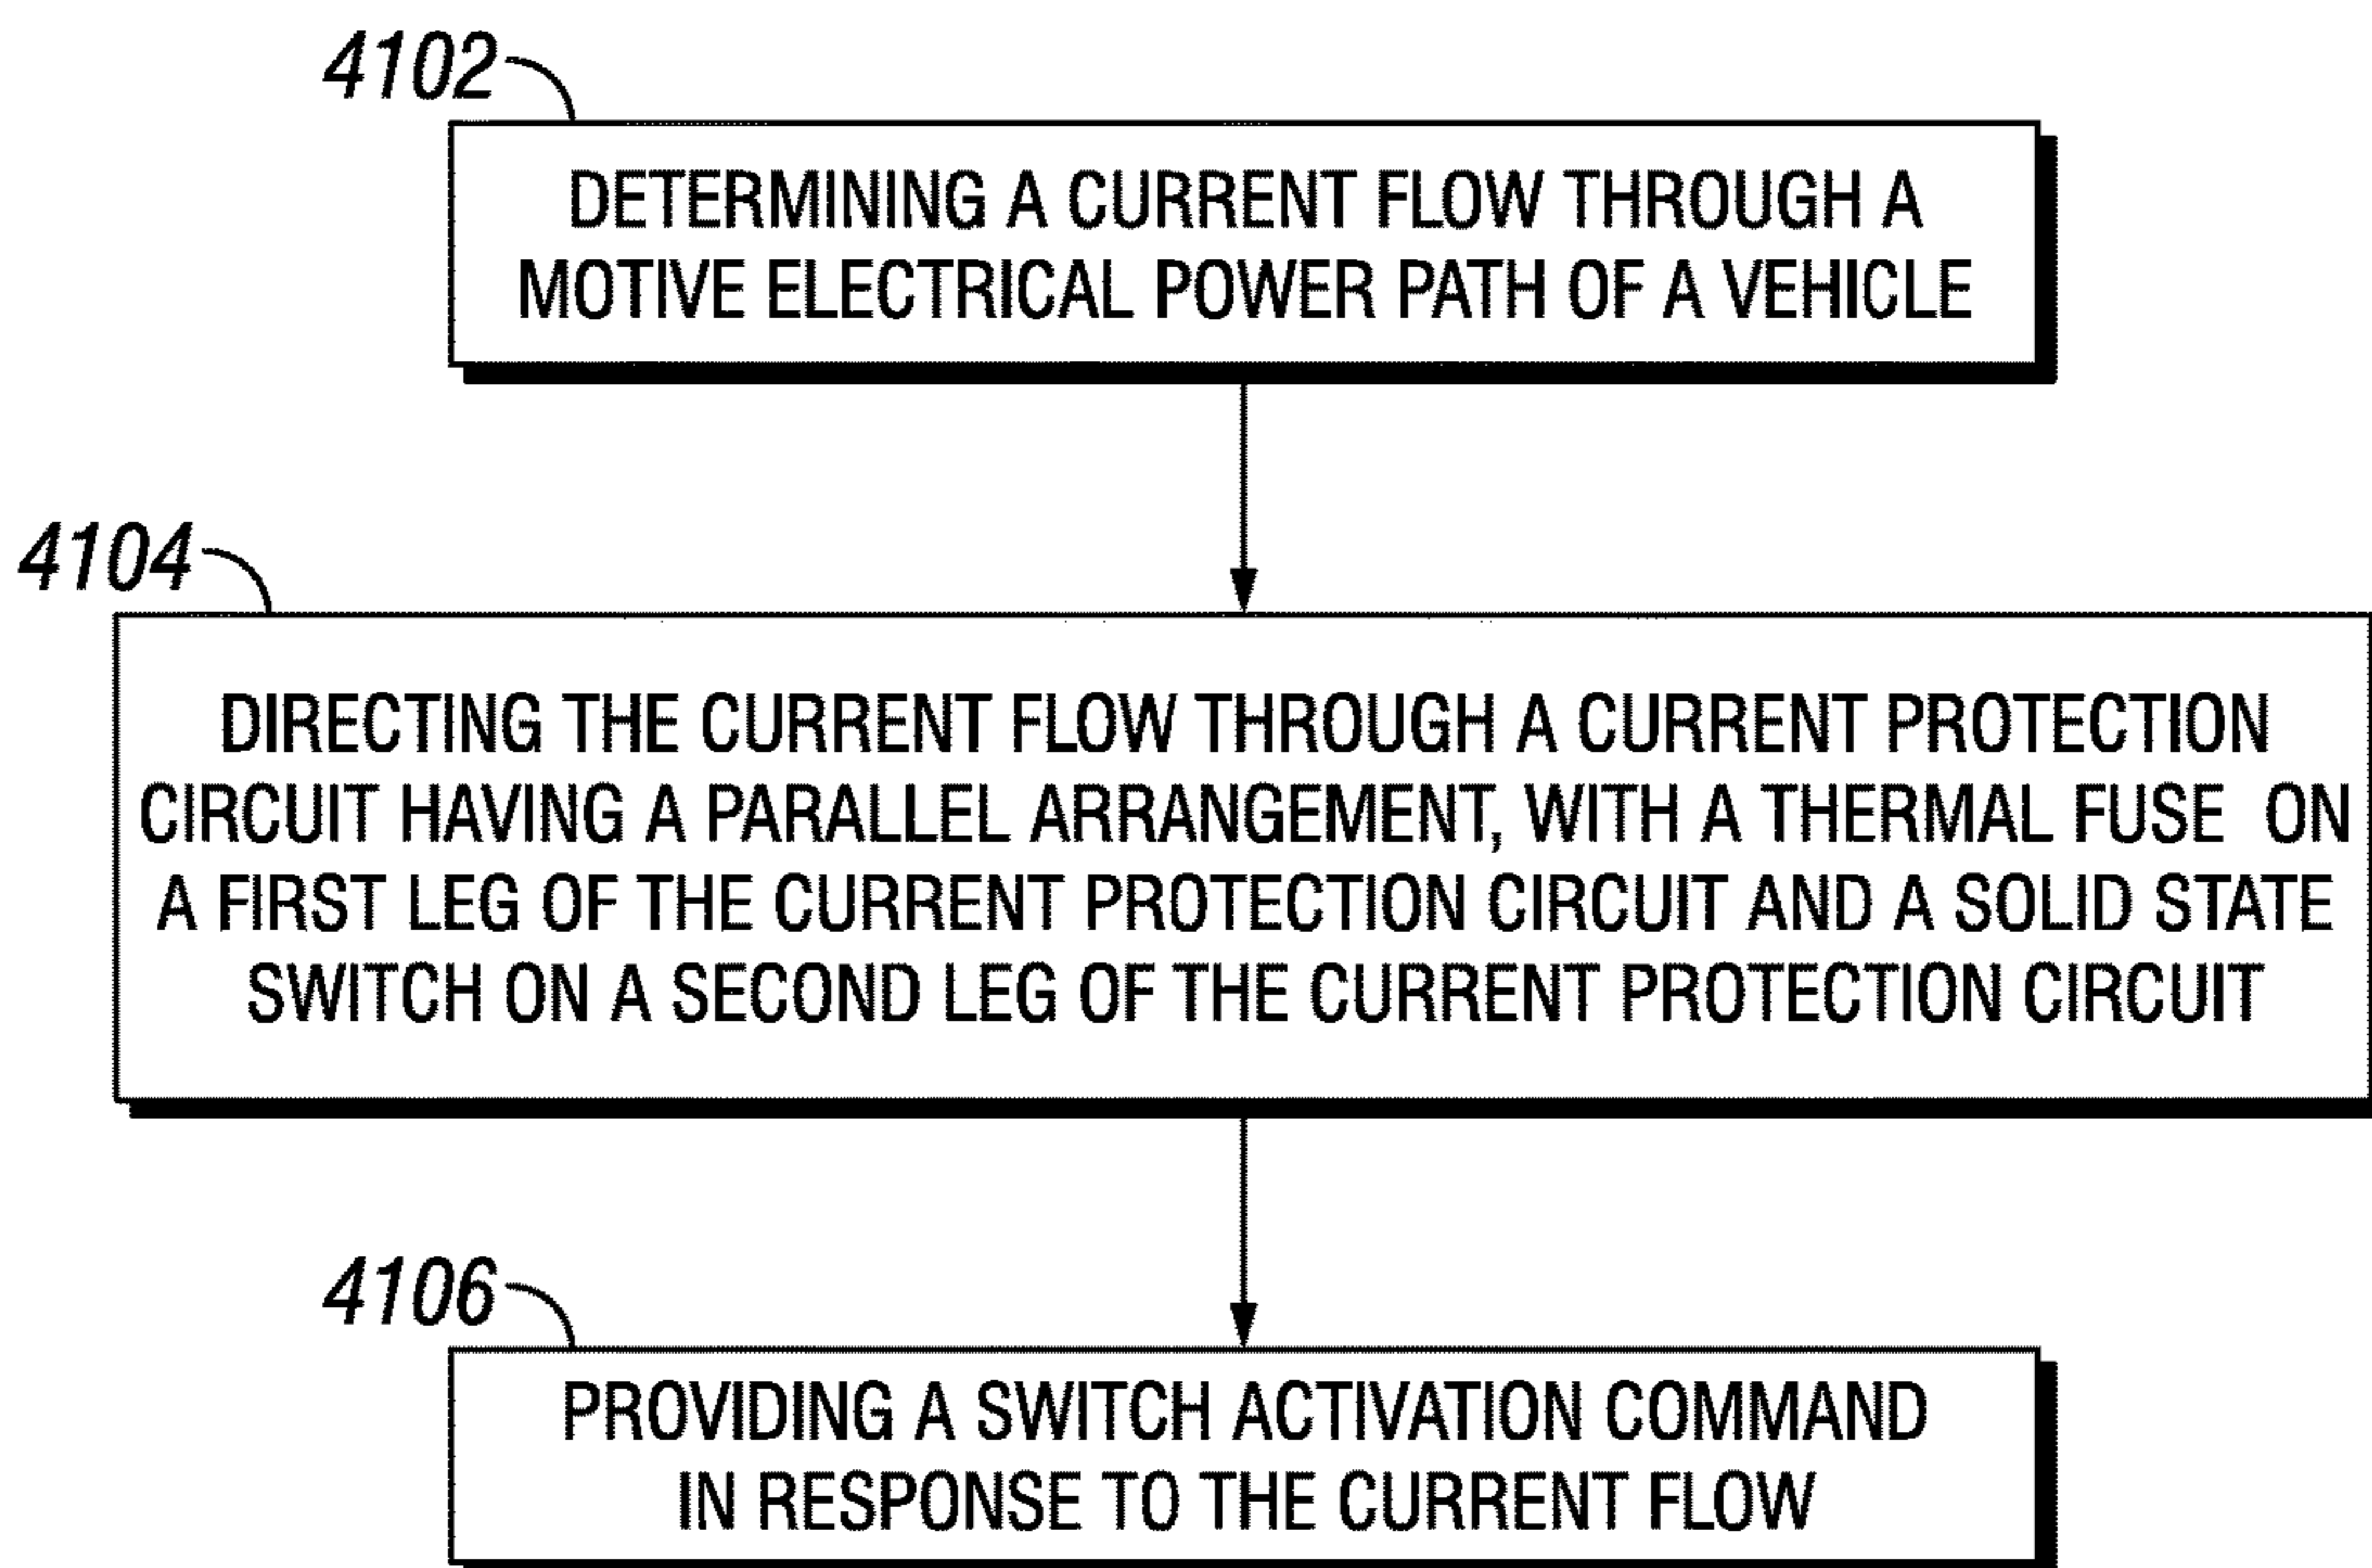 4102
DETERMINING A CURRENT FLOW THROUGH A
MOTIVE ELECTRICAL POWER PATH OF A VEHICLE
4104
DIRECTING THE CURRENT FLOW THROUGH A CURRENT PROTECTION
CIRCUIT HAVING A PARALLEL ARRANGEMENT, WITH A THERMAL FUSE ON
A FIRST LEG OF THE CURRENT PROTECTION CIRCUIT AND A SOLID STATE
SWITCH ON A SECOND LEG OF THE CURRENT PROTECTION CIRCUIT
4106
PROVIDING A SWITCH ACTIVATION COMMAND
IN RESPONSE TO THE CURRENT FLOW